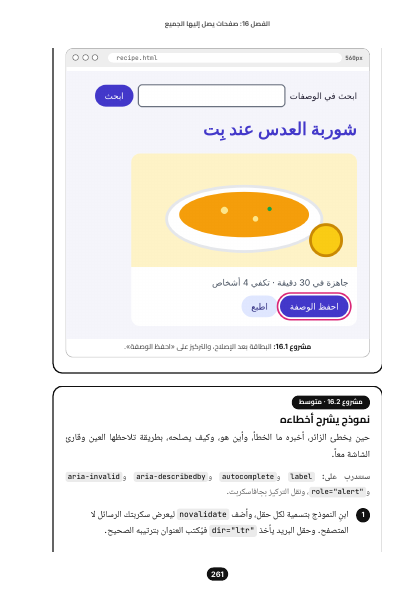 الفصل 16: صفحات يصل إليها الجميع
recipe.html
560px
ابحث في الوصفات
ابحث
شوربة العدس عند بِت
جاهزة في 30 دقيقة · تكفي 4 أشخاص
احفظ الوصفة
اطبع
مشروع 16.1: البطاقة بعد الإصلاح، والتركيز على «احفظ الوصفة».
مشروع 16.2 · متوسط
نموذج يشرح أخطاءه
حين يخطئ الزائر، أخبره ما الخطأ، وأين هو، وكيف يصلحه، بطريقة تلاحظها العين وقارئ
الشاشة معاً.
ستتدرب على: label و autocomplete و aria-describedby و aria-invalid
و role="alert"، ونقل التركيز بجافاسكربت.
1 ابنِ النموذج بتسمية لكل حقل، وأضف novalidate ليعرض سكربتك الرسائل لا
المتصفح. وحقل البريد يأخذ dir="ltr" فيُكتب العنوان بترتيبه الصحيح.
261